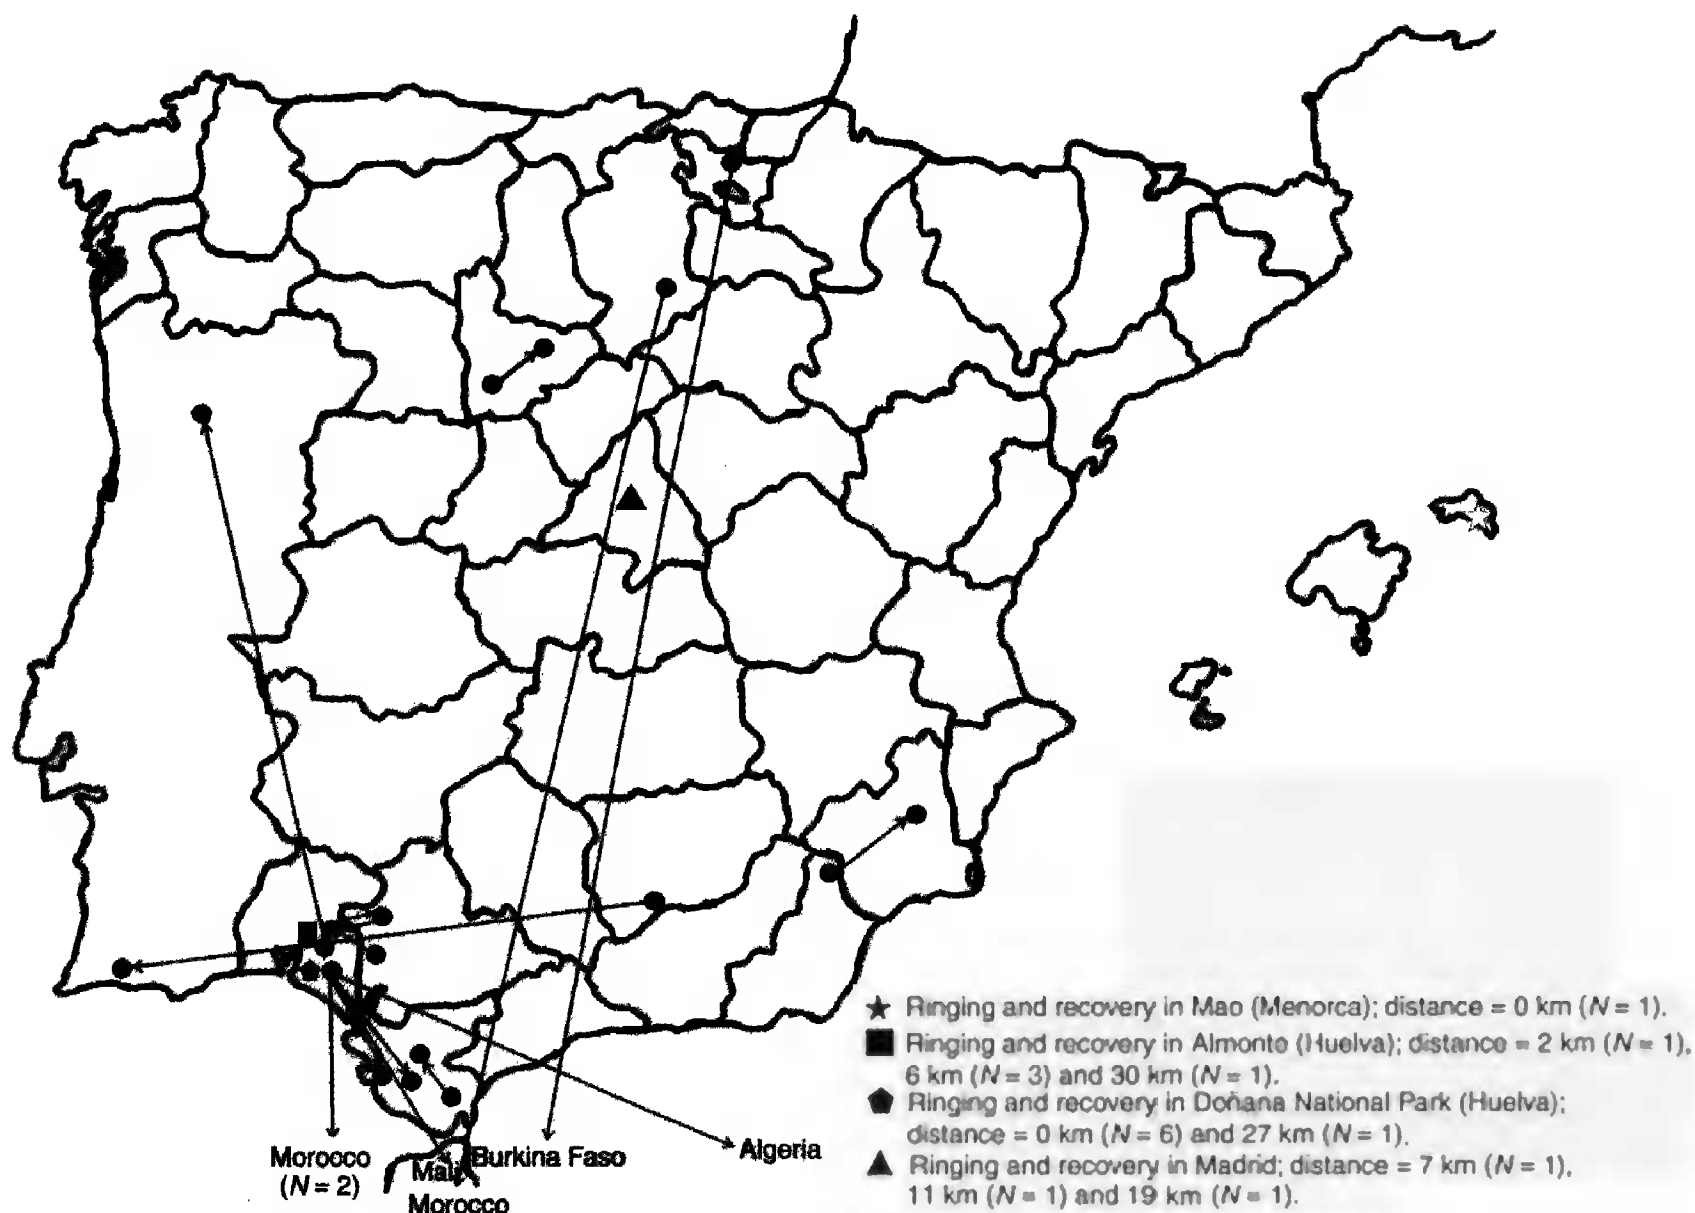 Morocco
(N = 2)
Mali
Morocco
Burkina Faso
Algeria
★ Ringing and recovery in Mao (Menorca); distance = 0 km (N = 1).
■ Ringing and recovery in Almonte (Huelva); distance = 2 km (N = 1),
6 km (N = 3) and 30 km (N = 1).
Ringing and recovery in Doñana National Park (Huelva);
distance = 0 km (N = 6) and 27 km (N = 1).
▲ Ringing and recovery in Madrid; distance = 7 km (N = 1),
11 km (N = 1) and 19 km (N = 1).